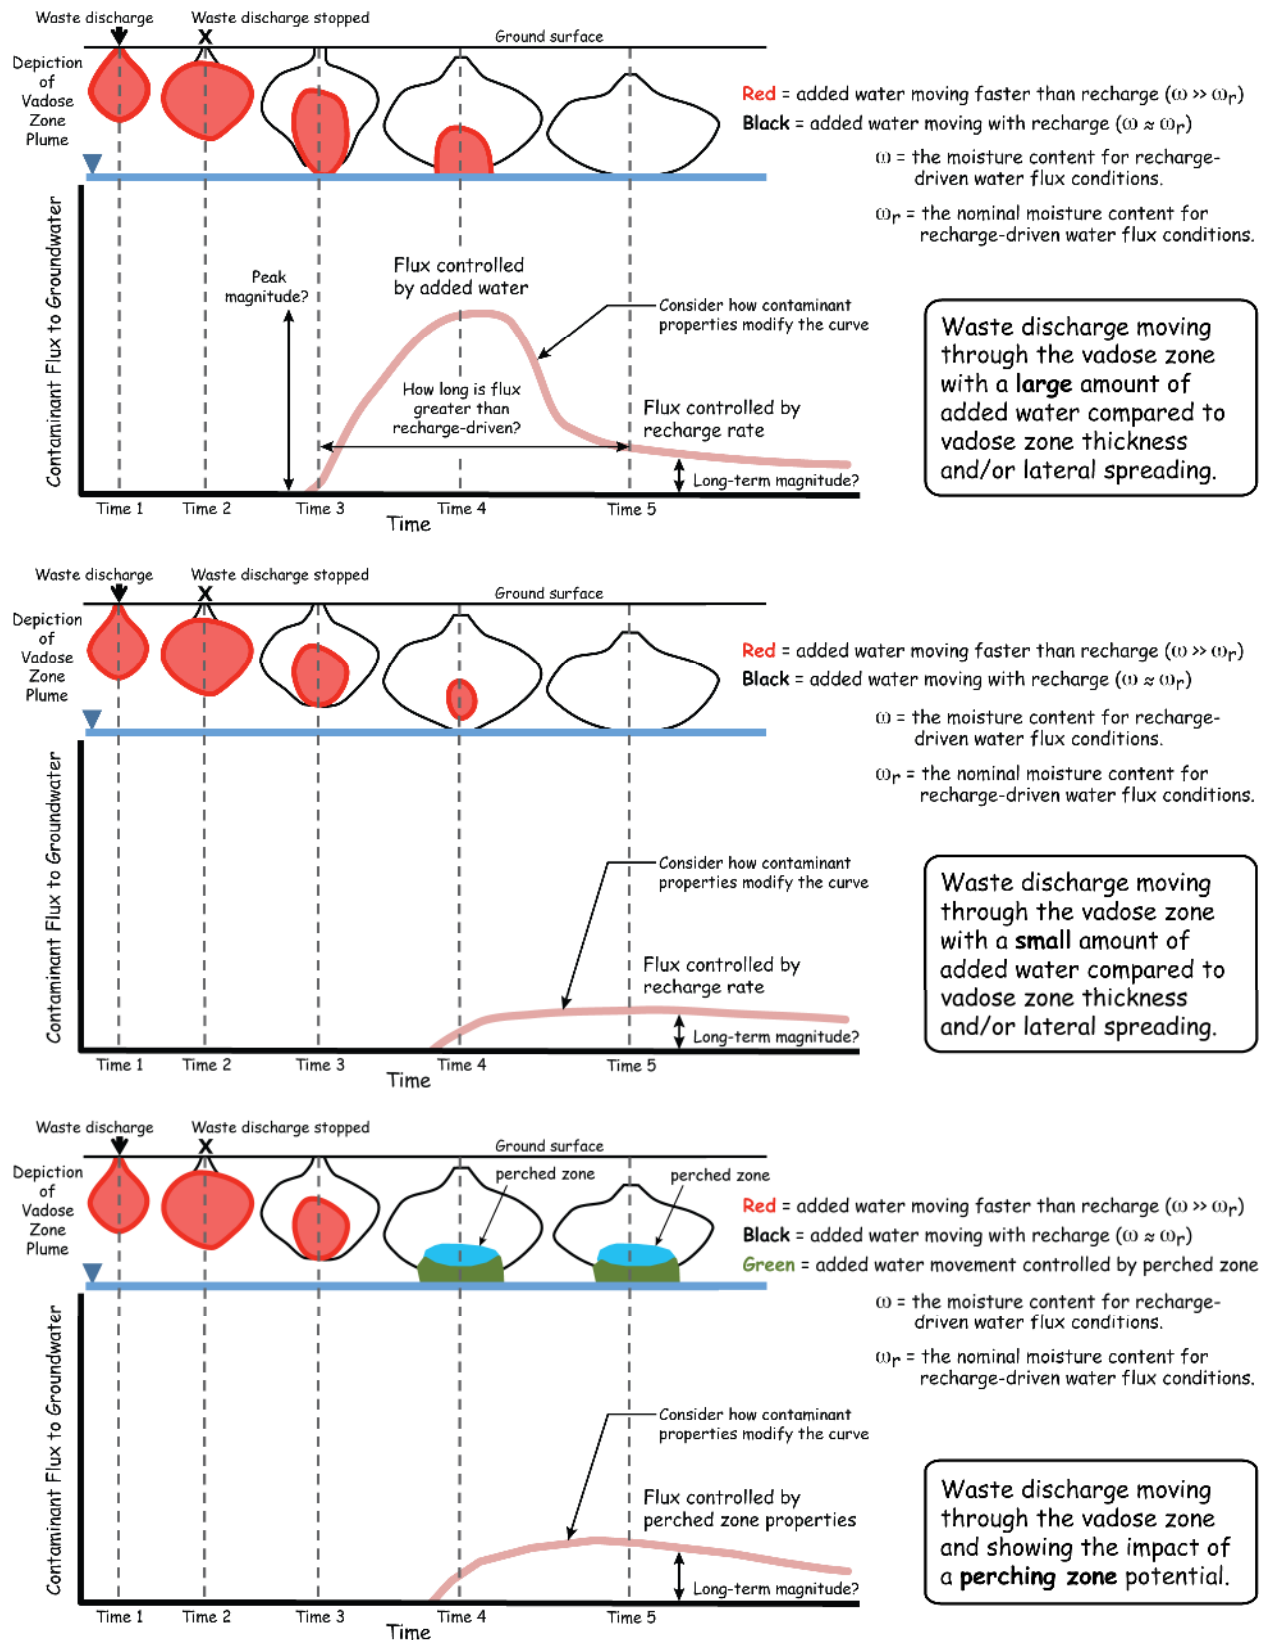 Waste discharge
Waste discharge stopped
X
Ground surface
Depiction
of
Vadose
Zone
Plume
Red = added water moving faster than recharge (ω >> ωr)
Black = added water moving with recharge (ω ≈ ωr)
ω = the moisture content for recharge-
driven water flux conditions.
ωr = the nominal moisture content for
recharge-driven water flux conditions.
Contaminant Flux to Groundwater
Peak
magnitude?
Flux controlled
by added water
Consider how contaminant
properties modify the curve
How long is flux
greater than
recharge-driven?
Flux controlled by
recharge rate
Long-term magnitude?
Time 1
Time 2
Time 3
Time 4
Time 5
Time
Waste discharge moving
through the vadose zone
with a large amount of
added water compared to
vadose zone thickness
and/or lateral spreading.
Waste discharge
Waste discharge stopped
X
Ground surface
Depiction
of
Vadose
Zone
Plume
Red = added water moving faster than recharge (ω >> ωr)
Black = added water moving with recharge (ω ≈ ωr)
ω = the moisture content for recharge-
driven water flux conditions.
ωr = the nominal moisture content for
recharge-driven water flux conditions.
Contaminant Flux to Groundwater
Consider how contaminant
properties modify the curve
Flux controlled by
recharge rate
Long-term magnitude?
Time 1
Time 2
Time 3
Time 4
Time 5
Time
Waste discharge moving
through the vadose zone
with a small amount of
added water compared to
vadose zone thickness
and/or lateral spreading.
Waste discharge
Waste discharge stopped
X
Ground surface
Depiction
of
Vadose
Zone
Plume
perched zone
perched zone
Red = added water moving faster than recharge (ω >> ωr)
Black = added water moving with recharge (ω ≈ ωr)
Green = added water movement controlled by perched zone
ω = the moisture content for recharge-
driven water flux conditions.
ωr = the nominal moisture content for
recharge-driven water flux conditions.
Contaminant Flux to Groundwater
Consider how contaminant
properties modify the curve
Flux controlled by
perched zone properties
Long-term magnitude?
Time 1
Time 2
Time 3
Time 4
Time 5
Time
Waste discharge moving
through the vadose zone
and showing the impact of
a perching zone potential.